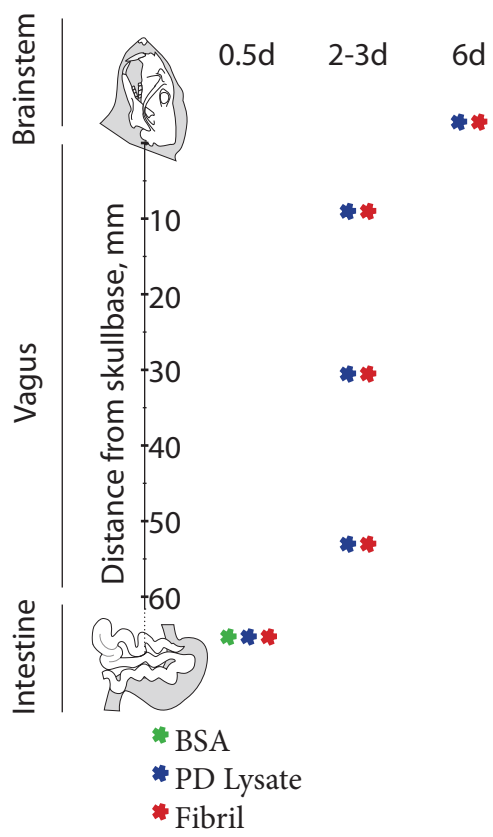 0.5d 2-3d 6d
Brainstem
Vagus
Intestine
Distance from skullbase, mm
10
20
30
40
50
60
BSA
PD Lysate
Fibril